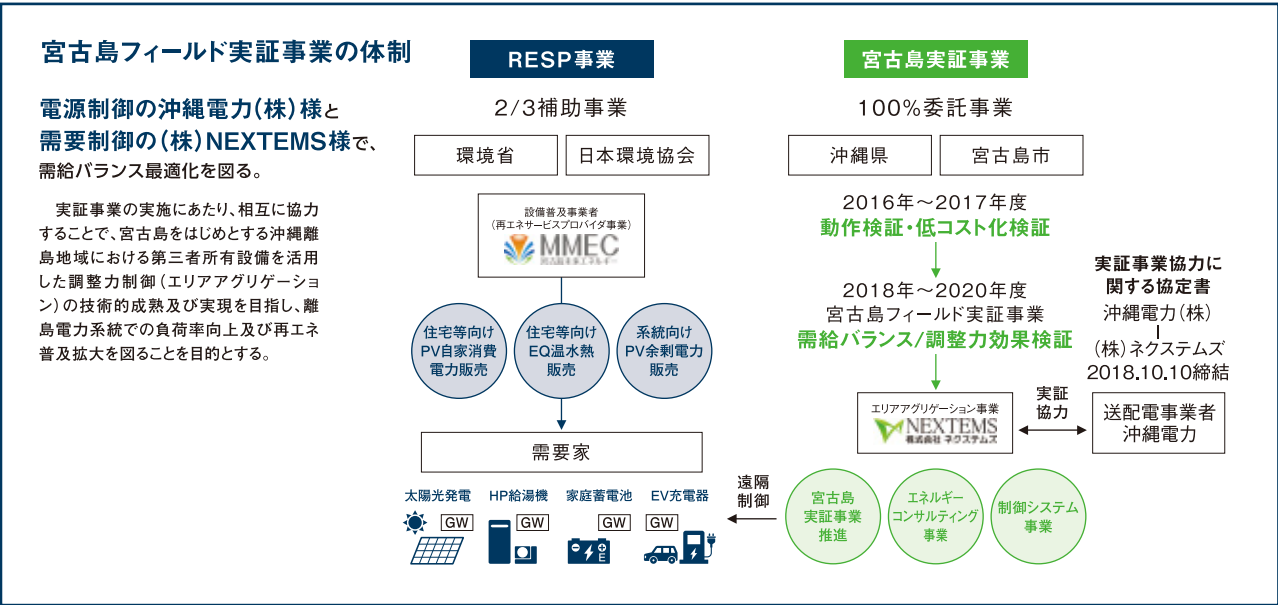 宮古島フィールド実証事業の体制
電源制御の沖縄電力(株)様と
需要制御の(株)NEXTEMS様で、
需給バランス最適化を図る。
実証事業の実施にあたり、相互に協力
することで、宮古島をはじめとする沖縄離
島地域における第三者所有設備を活用
した調整力制御(エリアアグリゲーショ
ン)の技術的成熟及び実現を目指し、離
島電力系統での負荷率向上及び再エネ
普及拡大を図ることを目的とする。
RESP事業
2/3補助事業
環境省
日本環境協会
設備普及事業者
(再エネサービスプロバイダ事業)
MMEC
宮古島未来エネルギー
住宅等向け
PV自家消費
電力販売
住宅等向け
EQ温水熱
販売
系統向け
PV余剰電力
販売
需要家
太陽光発電
HP給湯機
家庭蓄電池
EV充電器
GW
GW
GW
GW
E
宮古島実証事業
100%委託事業
沖縄県
宮古島市
2016年～2017年度
動作検証・低コスト化検証
2018年～2020年度
宮古島フィールド実証事業
需給バランス/調整力効果検証
エリアアグリゲーション事業
NEXTEMS
株式会社 ネクステムズ
実証
協力
実証事業協力に
関する協定書
沖縄電力(株)
(株)ネクステムズ
2018.10.10締結
送配電事業者
沖縄電力
遠隔
制御
宮古島
実証事業
推進
エネルギー
コンサルティング
事業
制御システム
事業